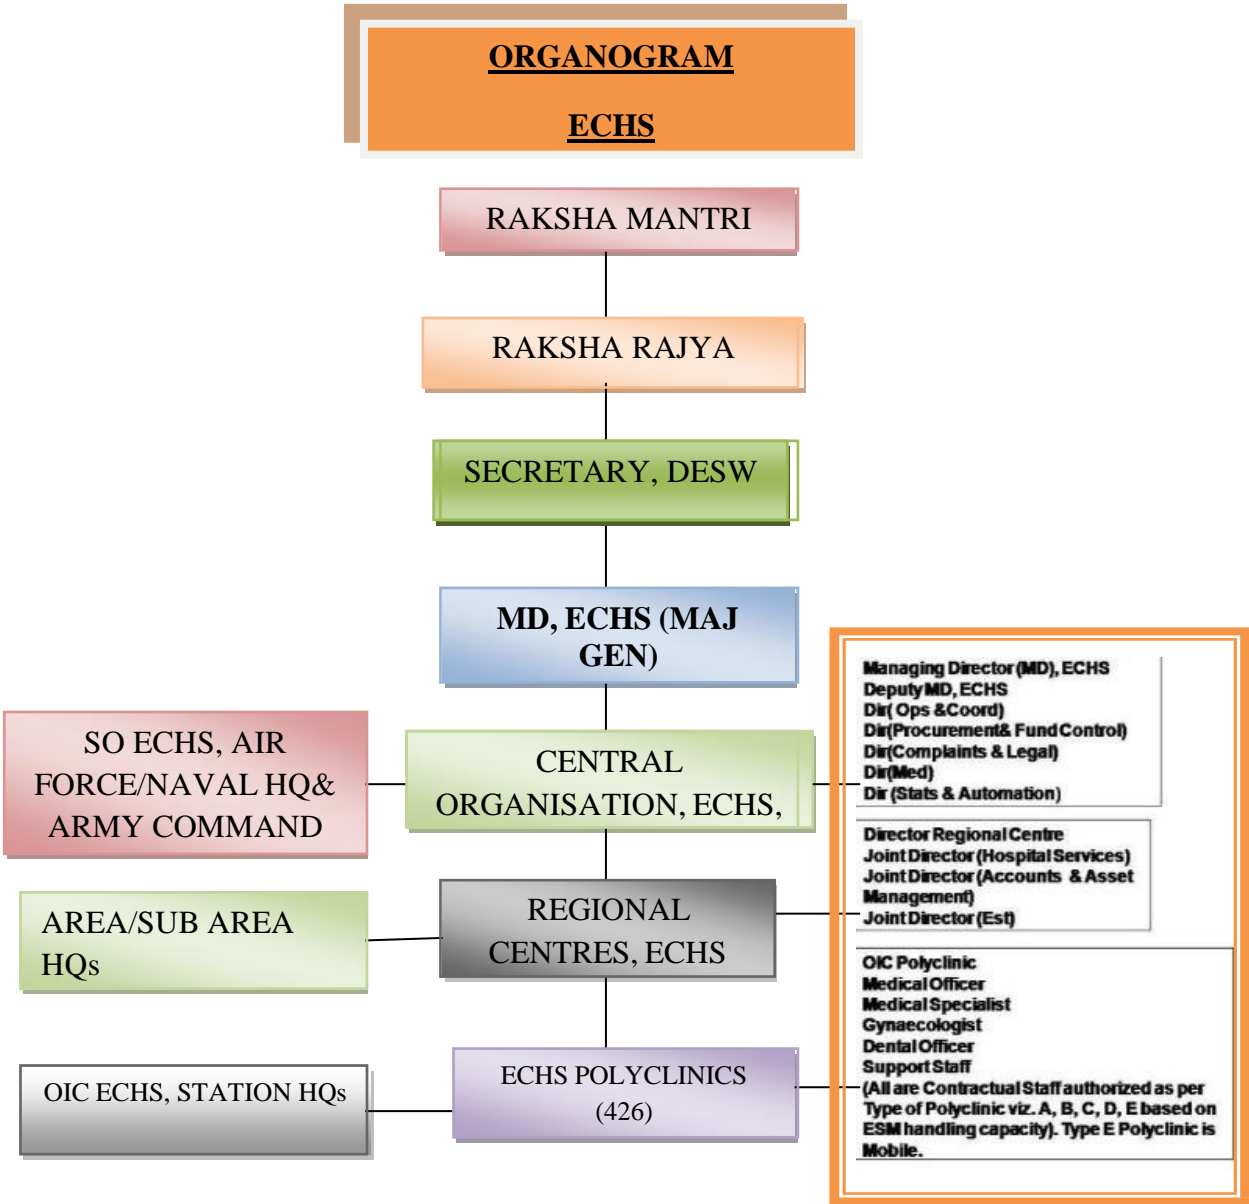 ORGANOGRAM
ECHS
RAKSHA MANTRI
RAKSHA RAJYA
SECRETARY, DESW
MD, ECHS (MAJ
GEN)
SO ECHS, AIR
FORCE/NAVAL HQ&
ARMY COMMAND
CENTRAL
ORGANISATION, ECHS,
Managing Director (MD), ECHS
Deputy MD, ECHS
Dir( Ops &Coord)
Dir(Procurement& Fund Control)
Dir(Complaints & Legal)
Dir(Med)
Dir (Stats & Automation)
AREA/SUB AREA
HQs
REGIONAL
CENTRES, ECHS
Director Regional Centre
Joint Director (Hospital Services)
Joint Director (Accounts & Asset
Management)
Joint Director (Est)
OIC ECHS, STATION HQs
ECHS POLYCLINICS
(426)
OIC Polyclinic
Medical Officer
Medical Specialist
Gynaecologist
Dental Officer
Support Staff
(All are Contractual Staff authorized as per
Type of Polyclinic viz. A, B, C, D, E based on
ESM handling capacity). Type E Polyclinic is
Mobile.